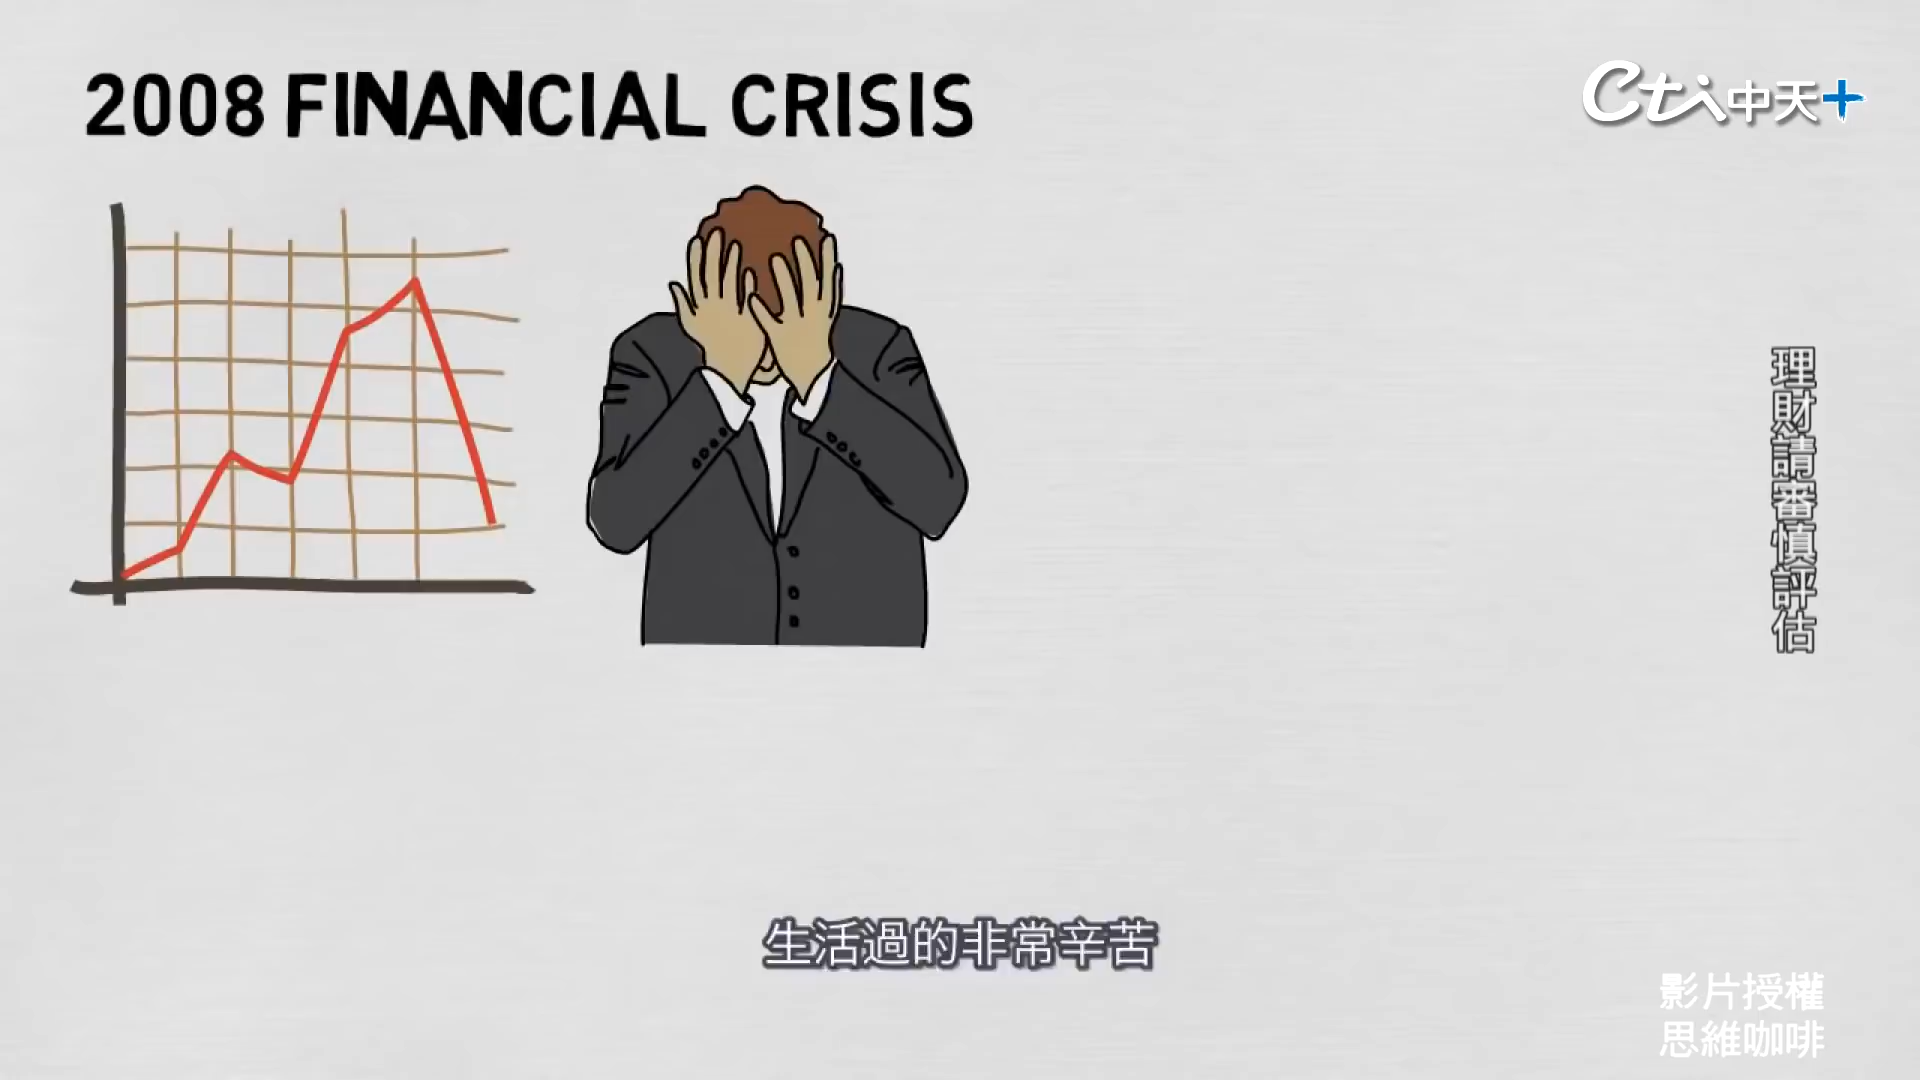 2008 FINANCIAL CRISIS
Cti中天+
理財請審慎評估
生活過的非常辛苦
影片授權
思維咖啡